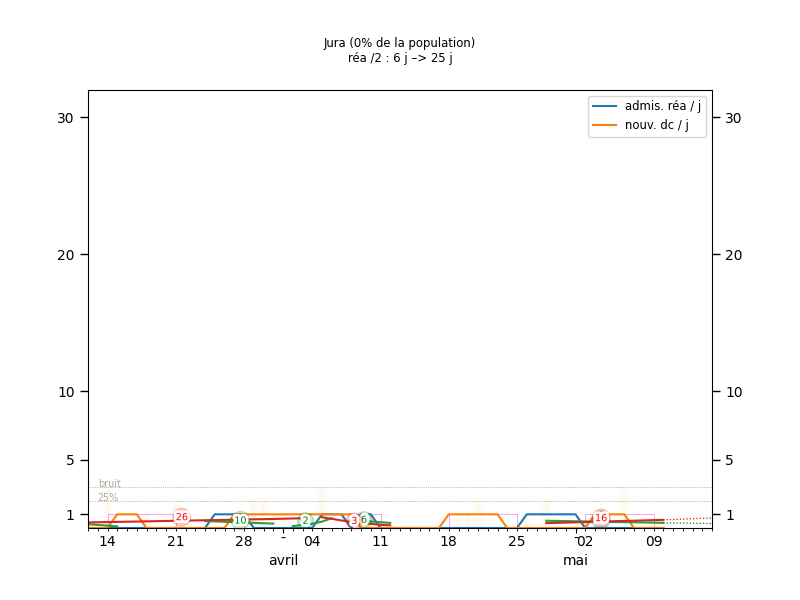 Jura (0% de la population)
réa /2 : 6 j –> 25 j
admis. réa / j
nouv. dc / j
30 30
20 20
10 10
5 5
bruit
25%
1 1
26 10 2 3 6 16
14 21 28 - 04 11 18 25 - 02 09
avril mai